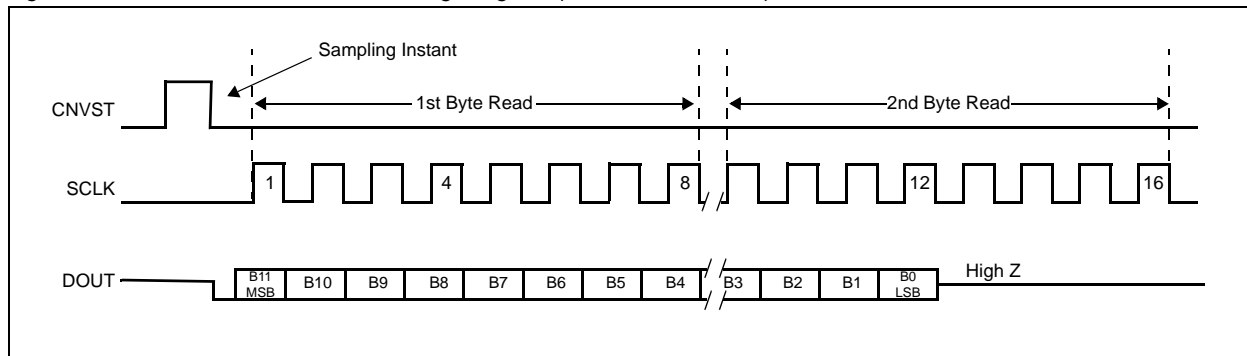 Sampling Instant
CNVST
1st Byte Read
2nd Byte Read
SCLK
1
4
8
12
16
DOUT
B11
MSB
B10
B9
B8
B7
B6
B5
B4
B3
B2
B1
B0
LSB
High Z